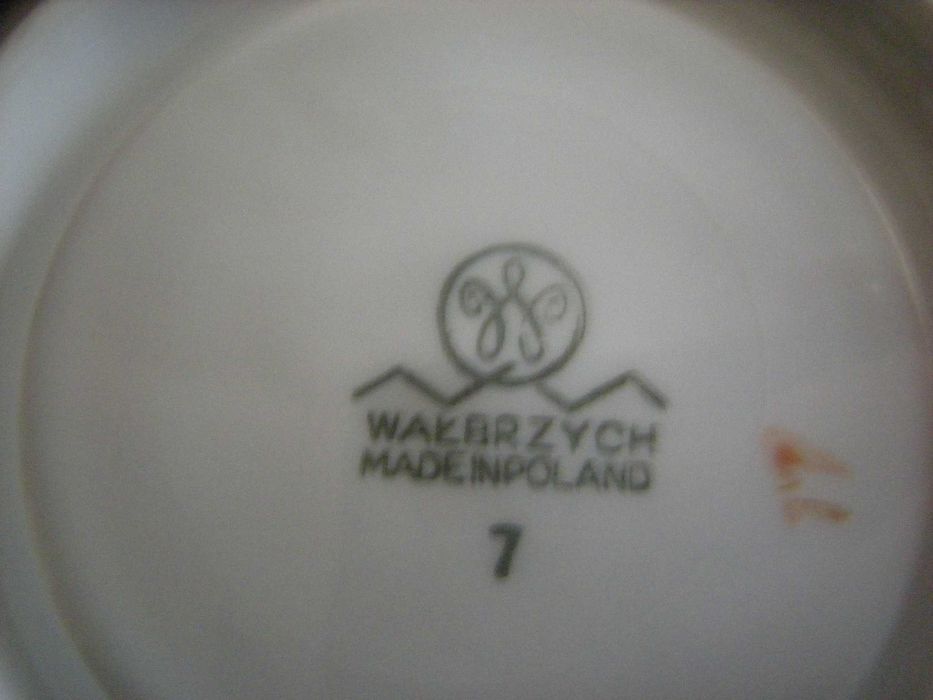 W
WAŁBRZYCH
MADE IN POLAND
7